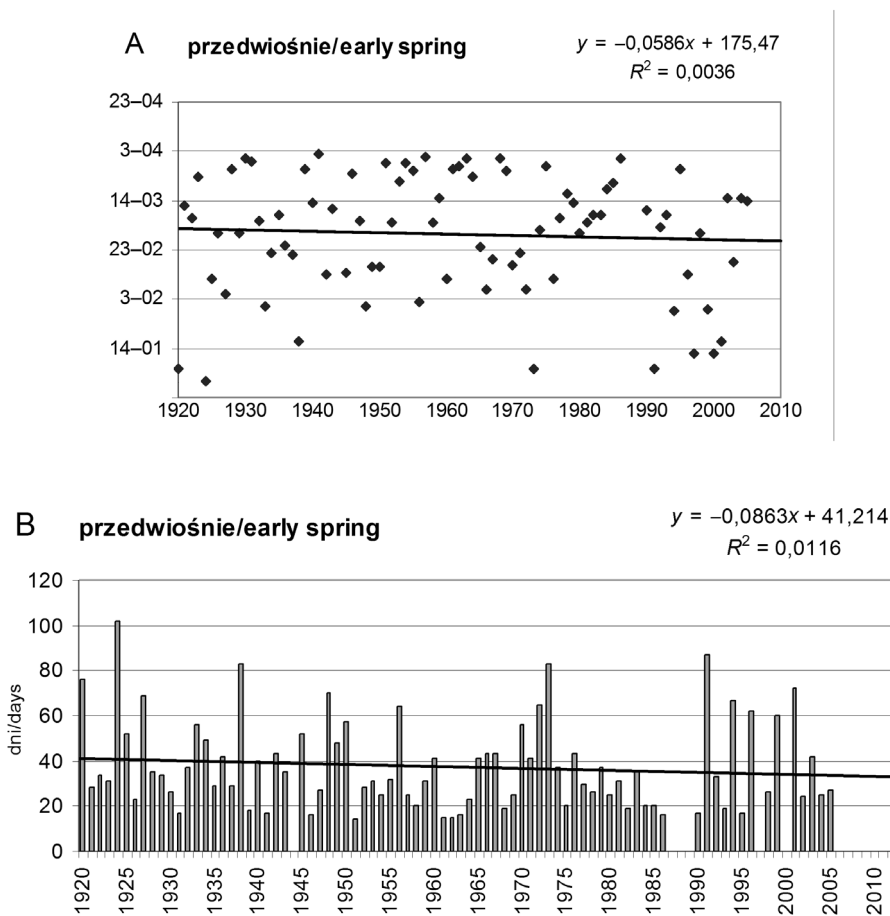 A przedwiośnie/early spring
y = –0,0586x + 175,47
R² = 0,0036
23–04
3–04
14–03
23–02
3–02
14–01
1920 1930 1940 1950 1960 1970 1980 1990 2000 2010
B przedwiośnie/early spring
y = –0,0863x + 41,214
R² = 0,0116
dni/days
120
100
80
60
40
20
0
1920 1925 1930 1935 1940 1945 1950 1955 1960 1965 1970 1975 1980 1985 1990 1995 2000 2005 2010